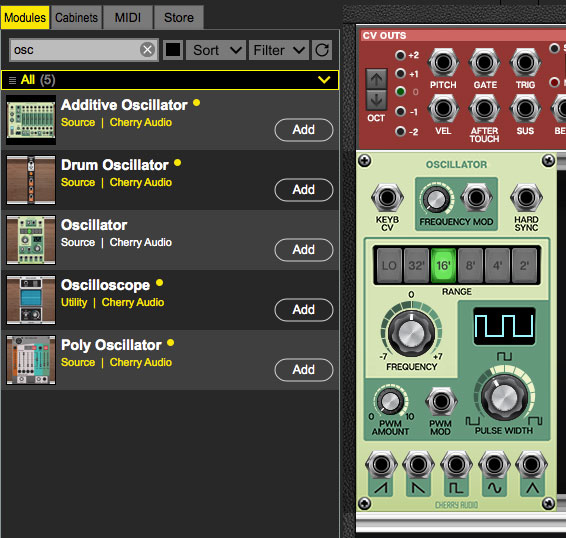 Modules Cabinets MIDI Store
osc Sort Filter
All (5)
Additive Oscillator
Source | Cherry Audio
Add
Drum Oscillator
Source | Cherry Audio
Add
Oscillator
Source | Cherry Audio
Add
Oscilloscope
Utility | Cherry Audio
Add
Poly Oscillator
Source | Cherry Audio
Add
CV OUTS
+2
+1
0
-1
-2
OCT
PITCH GATE TRIG
VEL AFTER TOUCH SUS
OSCILLATOR
KEYB CV
FREQUENCY MOD
HARD SYNC
LO 32' 16' 8' 4' 2'
RANGE
0
-7 +7
FREQUENCY
0 10
PWM AMOUNT
PWM MOD
PULSE WIDTH
CHERRY AUDIO